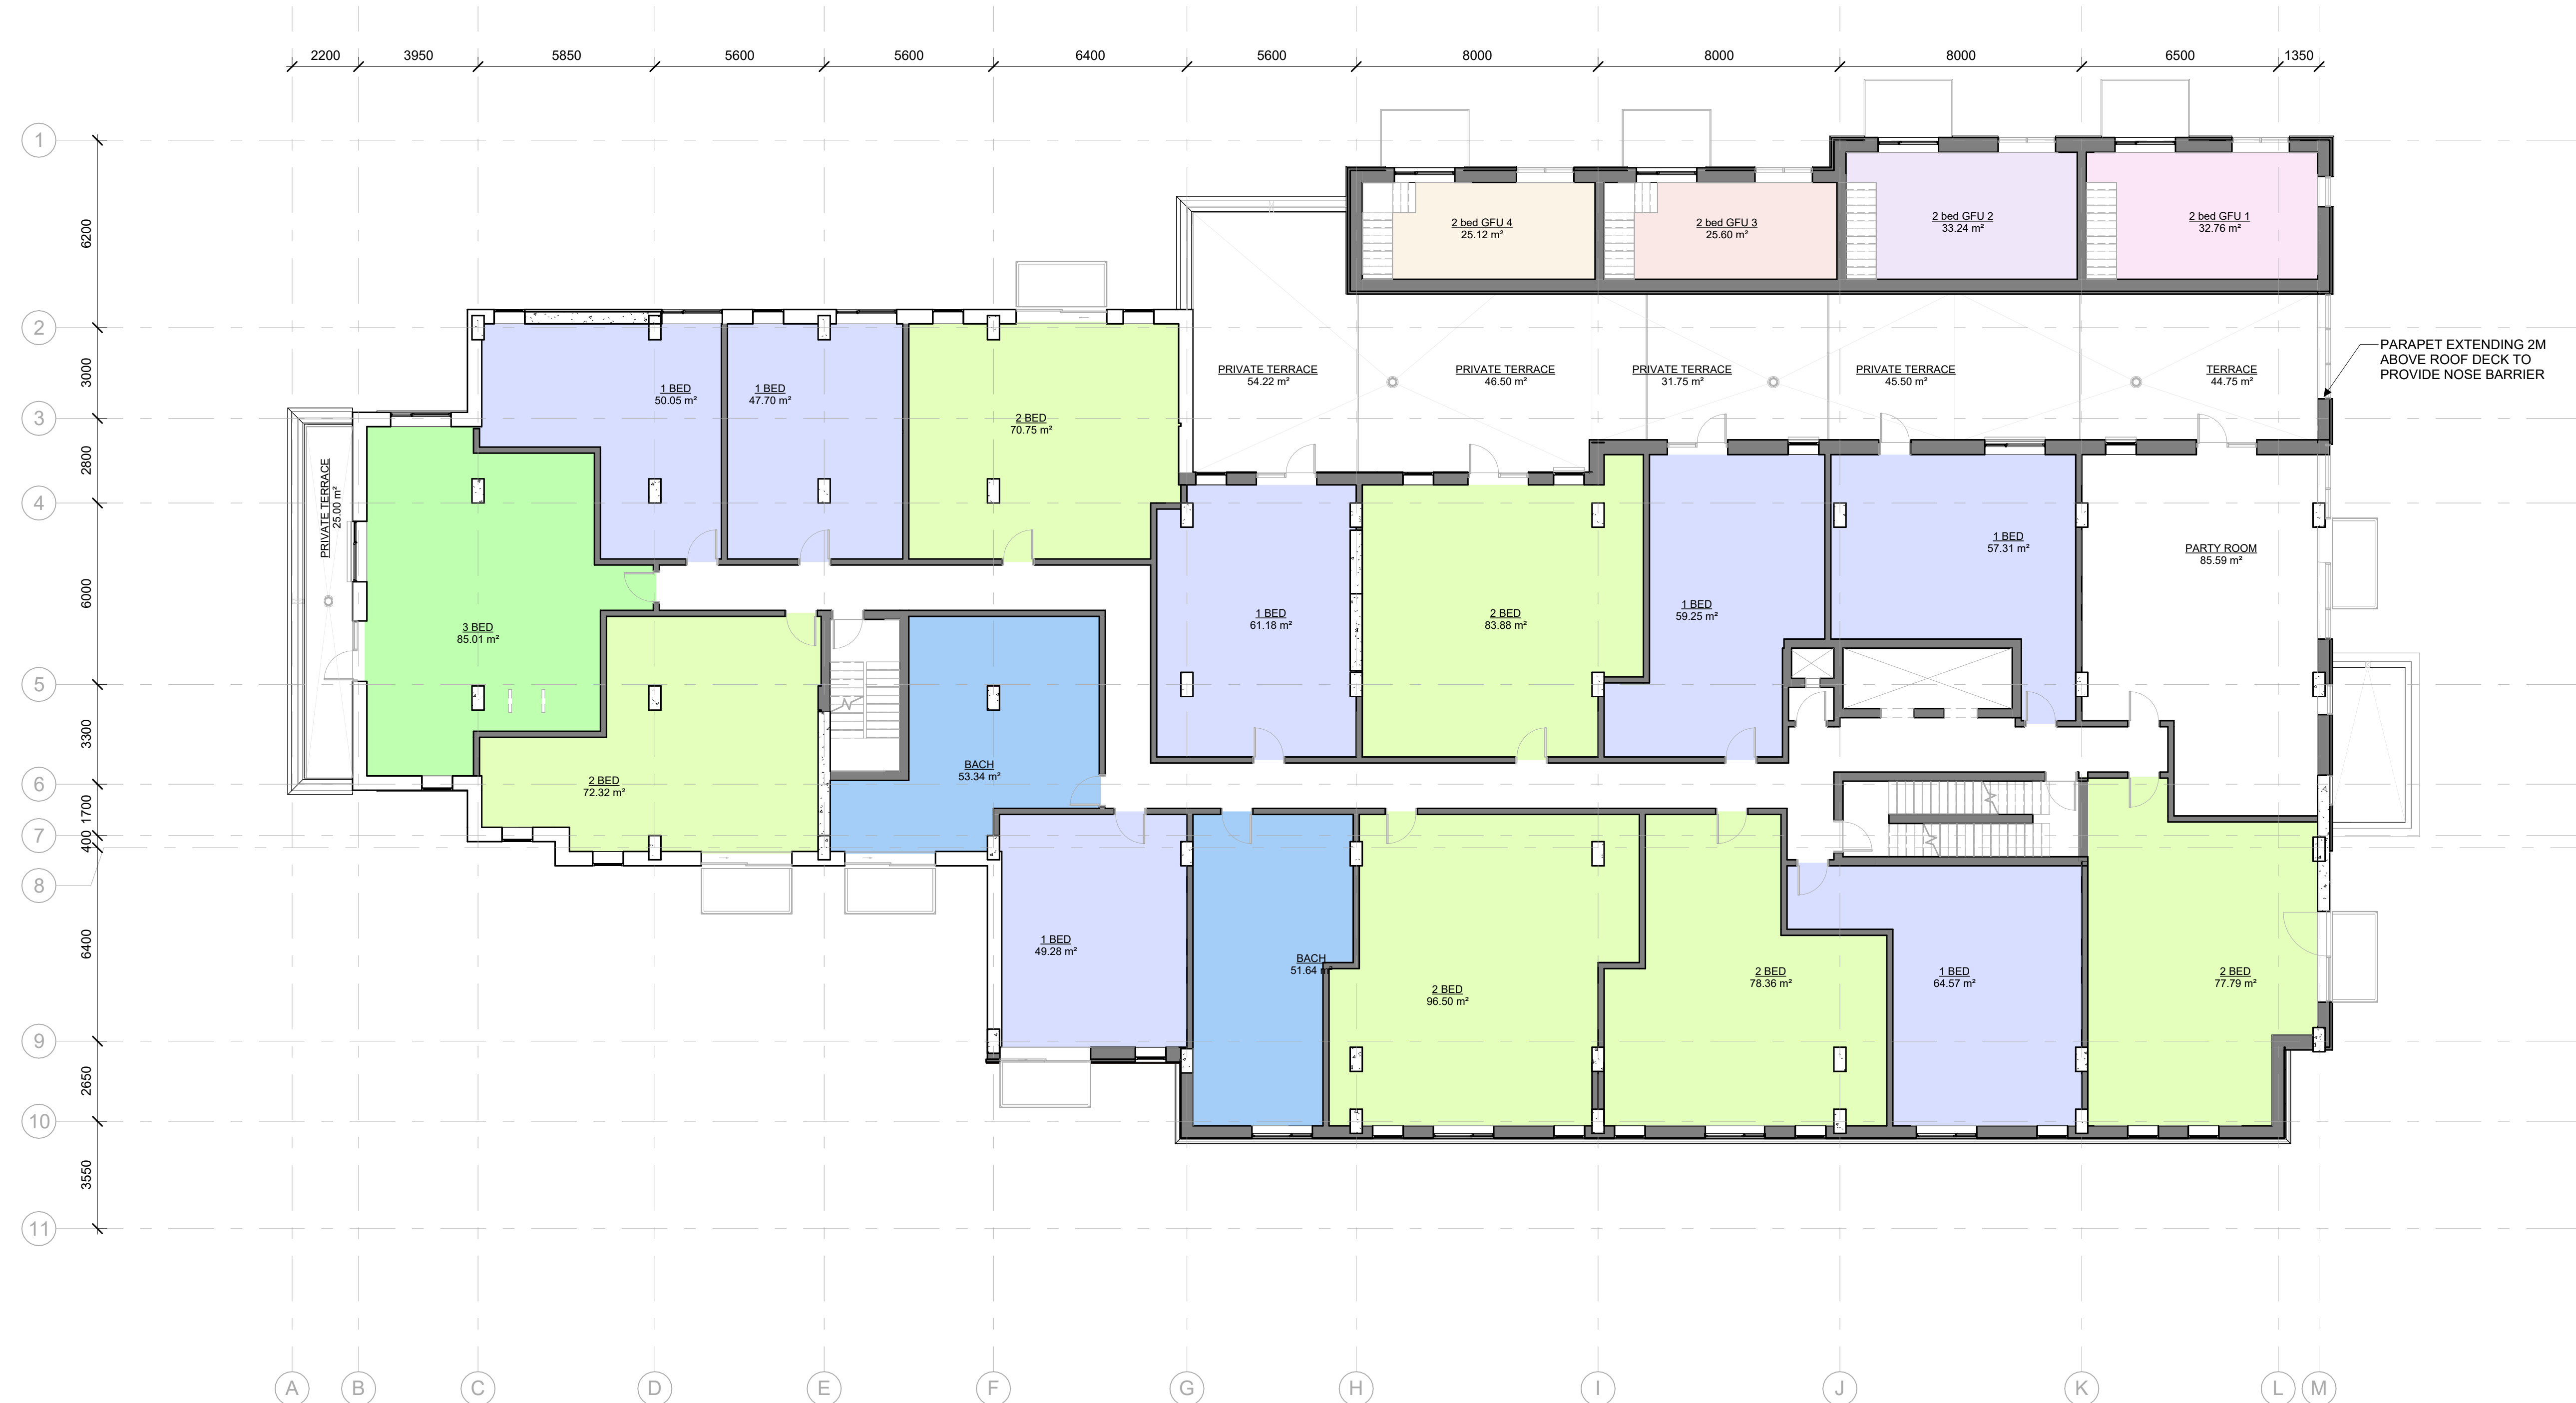 2200
3950
5850
5600
5600
6400
5600
8000
8000
8000
6500
1350
1
2
3
4
5
6
7
8
9
10
11
6200
3000
2800
6000
3300
1700
400
6400
2650
3550
2 bed GFU 4
25.12 m²
2 bed GFU 3
25.60 m²
2 bed GFU 2
33.24 m²
2 bed GFU 1
32.76 m²
PARAPET EXTENDING 2M
ABOVE ROOF DECK TO
PROVIDE NOSE BARRIER
PRIVATE TERRACE
54.22 m²
PRIVATE TERRACE
46.50 m²
PRIVATE TERRACE
31.75 m²
PRIVATE TERRACE
45.50 m²
TERRACE
44.75 m²
1 BED
50.05 m²
1 BED
47.70 m²
2 BED
70.75 m²
PRIVATE TERRACE
25.00 m²
1 BED
57.31 m²
PARTY ROOM
85.59 m²
3 BED
85.01 m²
1 BED
61.18 m²
2 BED
83.88 m²
1 BED
59.25 m²
2 BED
72.32 m²
BACH
53.34 m²
1 BED
49.28 m²
BACH
51.64 m²
2 BED
96.50 m²
2 BED
78.36 m²
1 BED
64.57 m²
2 BED
77.79 m²
A
B
C
D
E
F
G
H
I
J
K
L
M